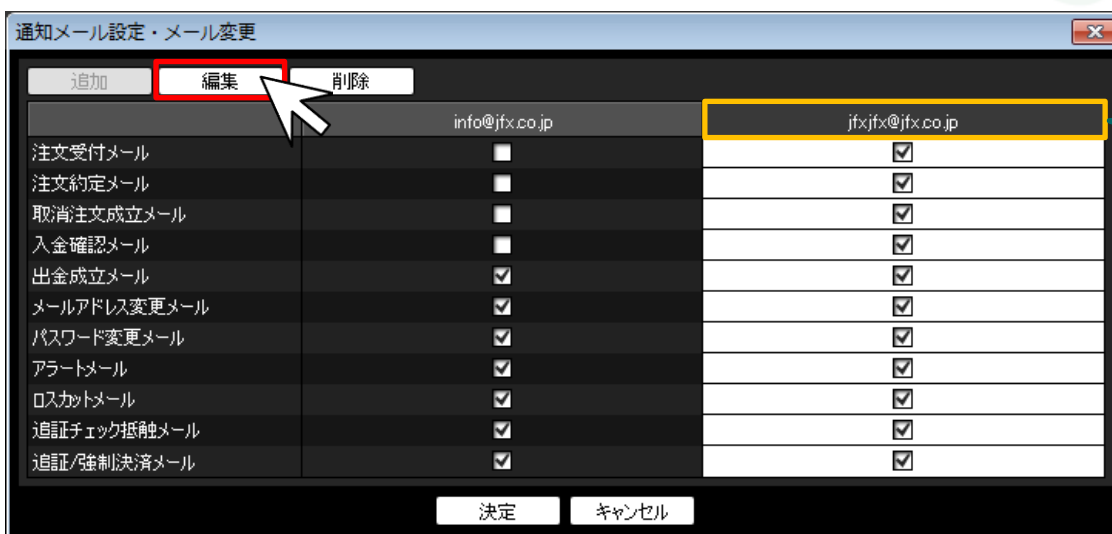 通知メール設定・メール変更
追加 編集 削除
info@jfx.co.jp jfxjfx@jfx.co.jp
注文受付メール
注文約定メール
取消注文成立メール
入金確認メール
出金成立メール
メールアドレス変更メール
パスワード変更メール
アラートメール
ロスカットメール
追証チェック抵触メール
追証/強制決済メール
決定 キャンセル